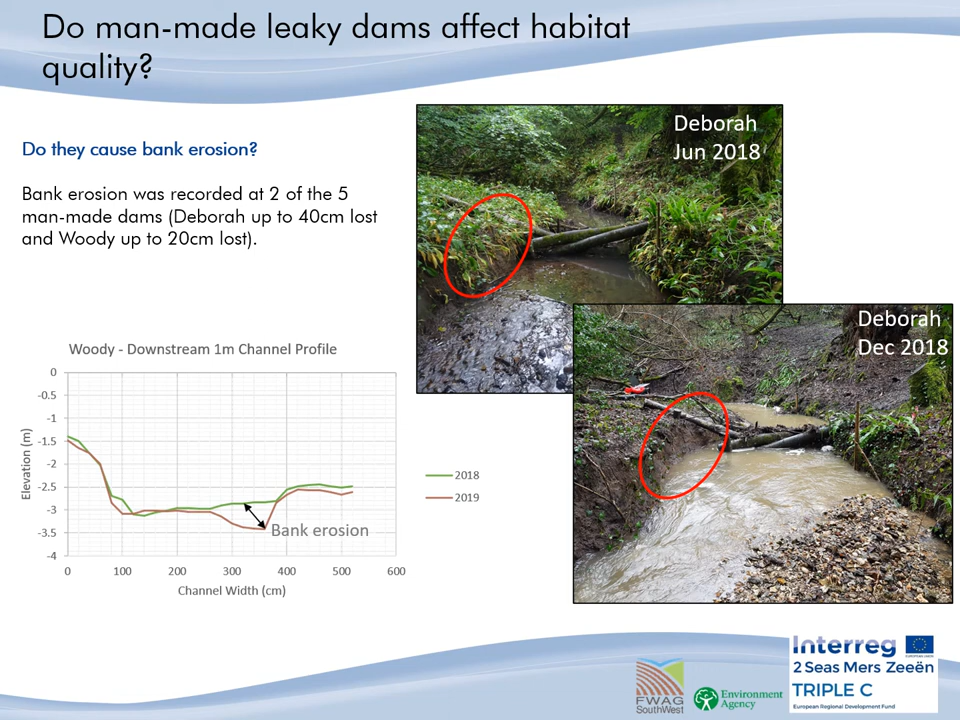 Do man-made leaky dams affect habitat
quality?
Do they cause bank erosion?
Bank erosion was recorded at 2 of the 5
man-made dams (Deborah up to 40cm lost
and Woody up to 20cm lost).
Deborah
Jun 2018
Deborah
Dec 2018
Woody - Downstream 1m Channel Profile
Elevation (m)
0
-0.5
-1
-1.5
-2
-2.5
-3
-3.5
-4
0 100 200 300 400 500 600
Channel Width (cm)
Bank erosion
2018
2019
FWAG
SouthWest
Environment
Agency
Interreg
EUROPEAN UNION
2 Seas Mers Zeeën
TRIPLE C
European Regional Development Fund